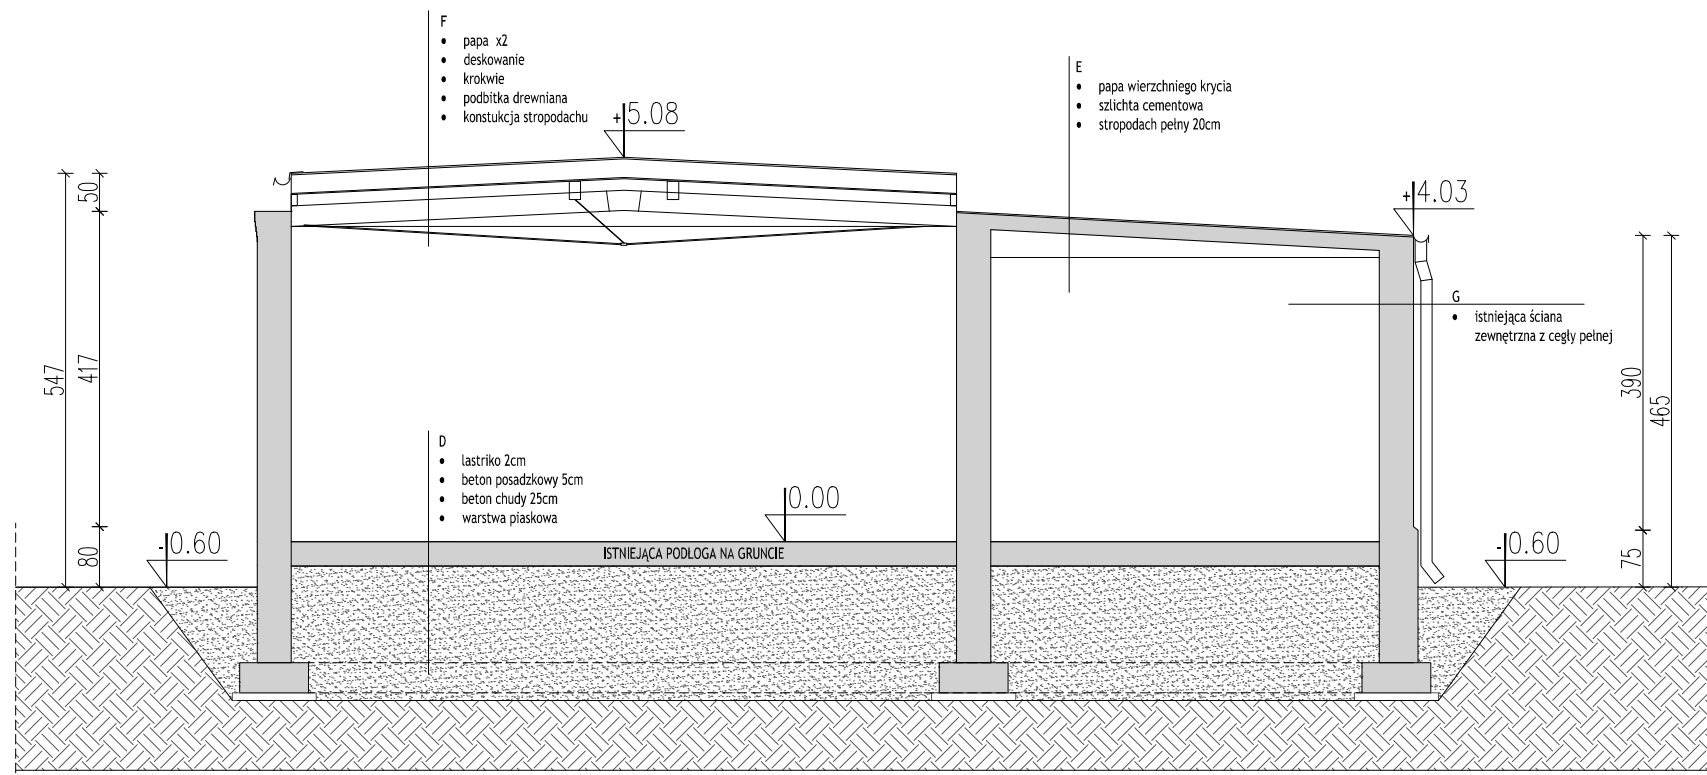 F
• papa x2
• deskowanie
• krokwie
• podbitka drewniana
• konstukcja stropodachu
+5.08
E
• papa wierzchniego krycia
• szlichta cementowa
• stropodach pełny 20cm
+4.03
G
• istniejąca ściana
zewnętrzna z cegły pełnej
50
417
547
80
390
465
75
D
• lastriko 2cm
• beton posadzkowy 5cm
• beton chudy 25cm
• warstwa piaskowa
0.00
-0.60
ISTNIEJĄCA PODŁOGA NA GRUNCIE
-0.60